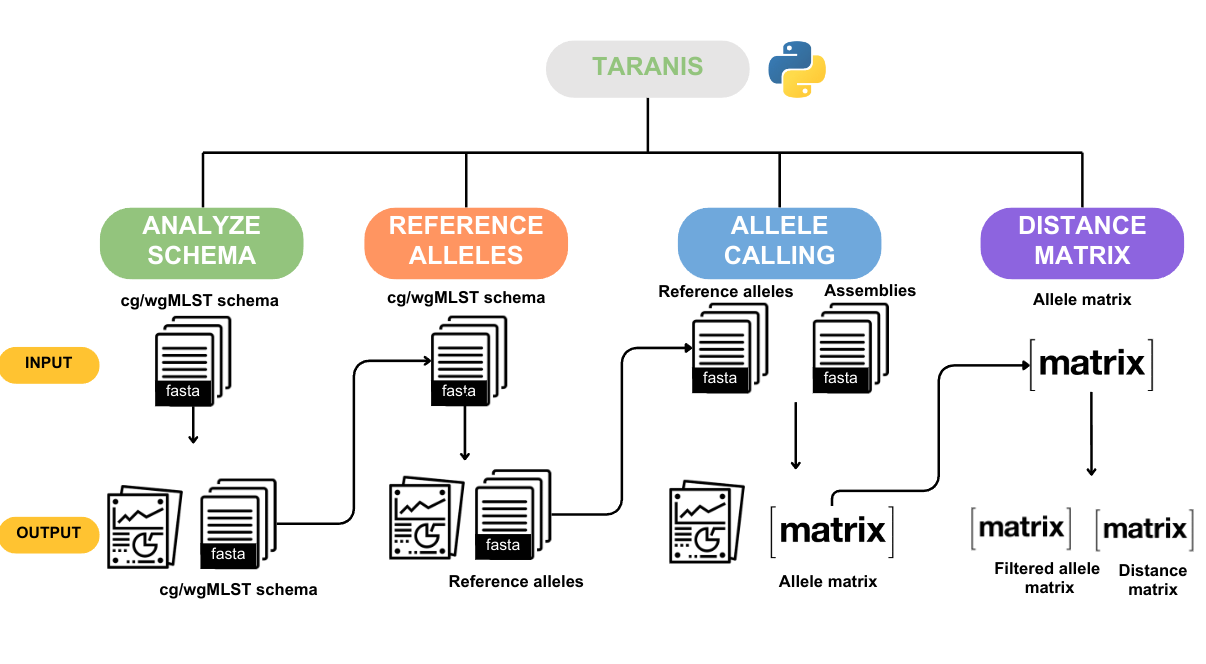 TARANIS
ANALYZE
SCHEMA
REFERENCE
ALLELES
ALLELE
CALLING
DISTANCE
MATRIX
cg/wgMLST schema
cg/wgMLST schema
Reference alleles
Assemblies
Allele matrix
INPUT
fasta
fasta
fasta
fasta
[matrix]
OUTPUT
fasta
fasta
[matrix]
[matrix]
[matrix]
cg/wgMLST schema
Reference alleles
Allele matrix
Filtered allele
matrix
Distance
matrix